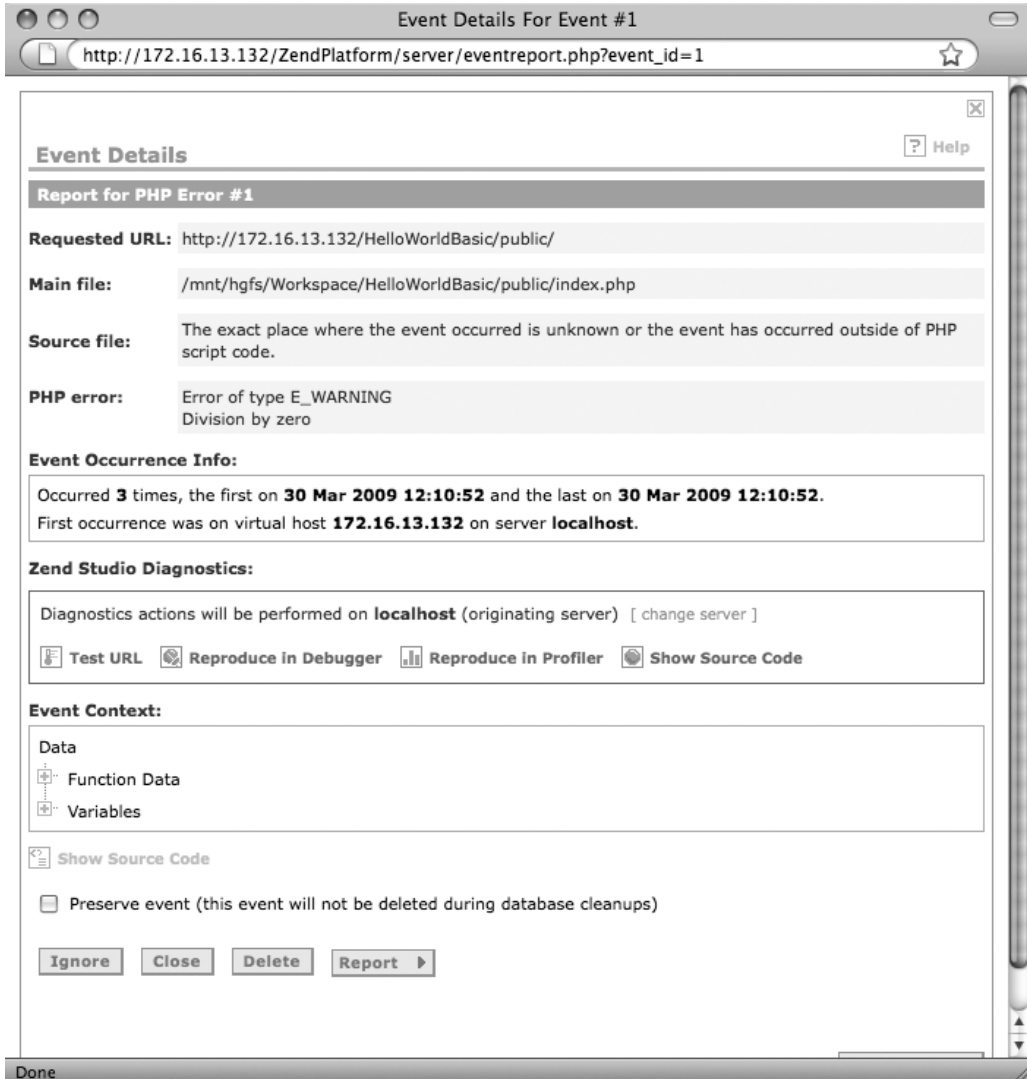 Event Details For Event #1
http://172.16.13.132/ZendPlatform/server/eventreport.php?event_id=1
? Help
Event Details
Report for PHP Error #1
Requested URL: http://172.16.13.132/HelloWorldBasic/public/
Main file: /mnt/hgfs/Workspace/HelloWorldBasic/public/index.php
Source file: The exact place where the event occurred is unknown or the event has occurred outside of PHP
script code.
PHP error: Error of type E_WARNING
Division by zero
Event Occurrence Info:
Occurred 3 times, the first on 30 Mar 2009 12:10:52 and the last on 30 Mar 2009 12:10:52.
First occurrence was on virtual host 172.16.13.132 on server localhost.
Zend Studio Diagnostics:
Diagnostics actions will be performed on localhost (originating server) [ change server ]
Test URL Reproduce in Debugger Reproduce in Profiler Show Source Code
Event Context:
Data
Function Data
Variables
Show Source Code
Preserve event (this event will not be deleted during database cleanups)
Ignore Close Delete Report
Done